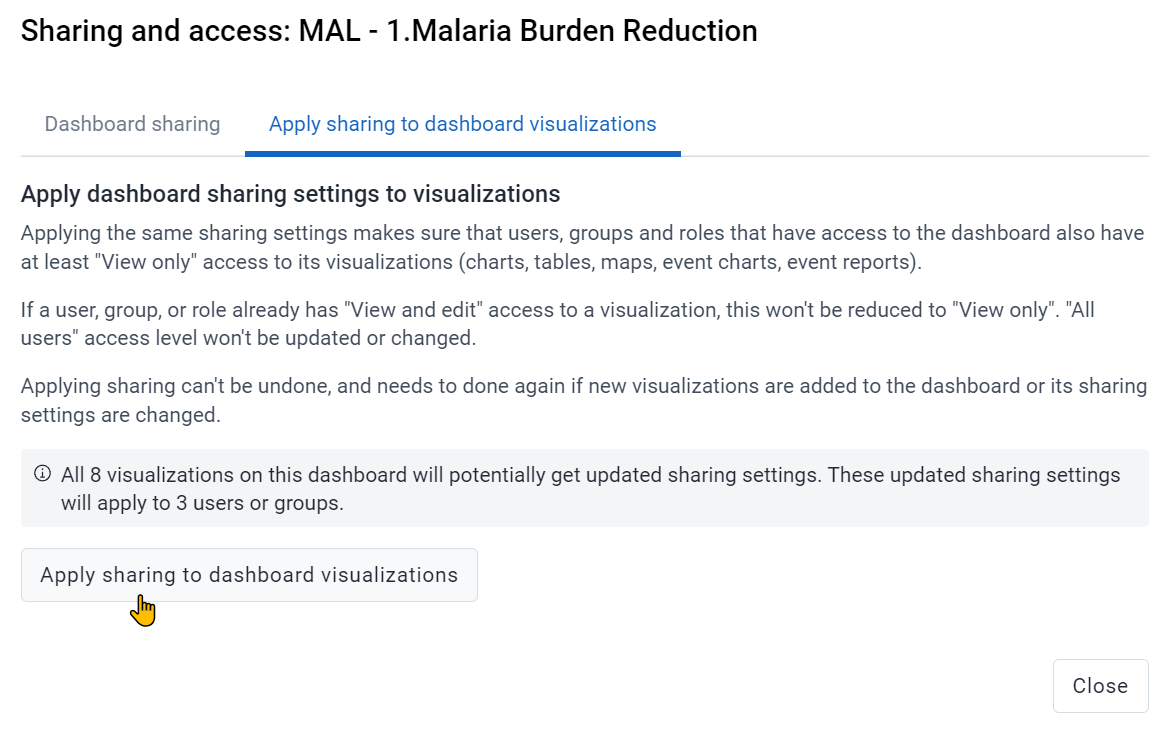 Sharing and access: MAL - 1.Malaria Burden Reduction
Dashboard sharing
Apply sharing to dashboard visualizations
Apply dashboard sharing settings to visualizations
Applying the same sharing settings makes sure that users, groups and roles that have access to the dashboard also have
at least "View only" access to its visualizations (charts, tables, maps, event charts, event reports).
If a user, group, or role already has "View and edit" access to a visualization, this won't be reduced to "View only". "All
users" access level won't be updated or changed.
Applying sharing can't be undone, and needs to done again if new visualizations are added to the dashboard or its sharing
settings are changed.
All 8 visualizations on this dashboard will potentially get updated sharing settings. These updated sharing settings
will apply to 3 users or groups.
Apply sharing to dashboard visualizations
Close